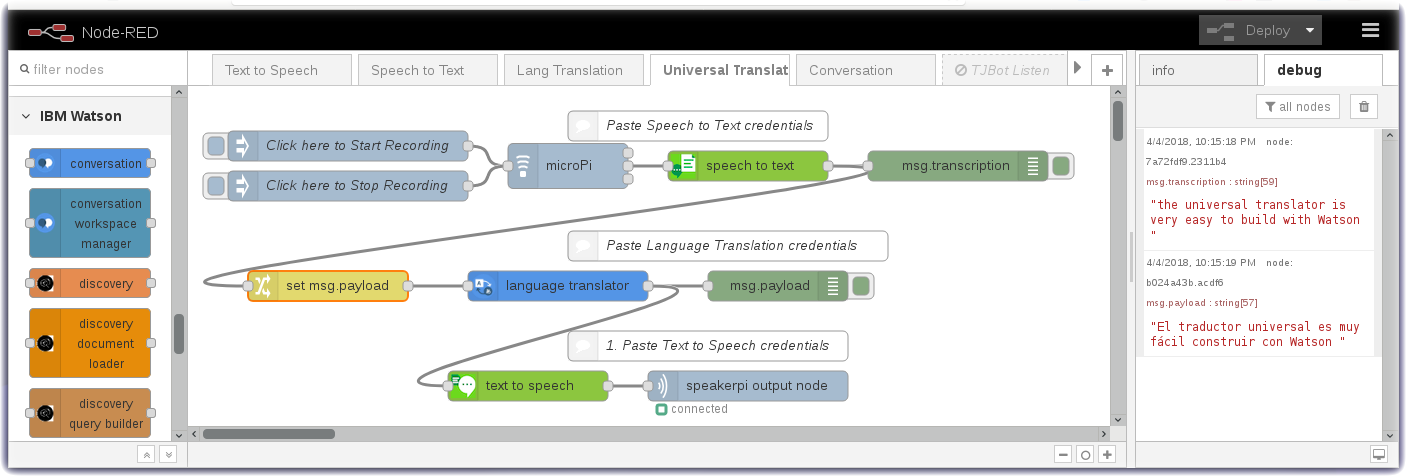 Node-RED
Deploy
filter nodes
Text to Speech
Speech to Text
Lang Translation
Universal Translat
Conversation
TJBot Listen
info
debug
IBM Watson
all nodes
conversation
conversation
workspace
manager
discovery
discovery
document
loader
discovery
query builder
Paste Speech to Text credentials
Click here to Start Recording
Click here to Stop Recording
microPi
speech to text
msg.transcription
Paste Language Translation credentials
set msg.payload
language translator
msg.payload
1. Paste Text to Speech credentials
text to speech
speakerpi output node
connected
4/4/2018, 10:15:18 PM node:
7a72fdf9.2311b4
msg.transcription : string[59]
"the universal translator is
very easy to build with Watson
"
4/4/2018, 10:15:19 PM node:
b024a43b.acdf6
msg.payload : string[57]
"El traductor universal es muy
fácil construir con Watson "